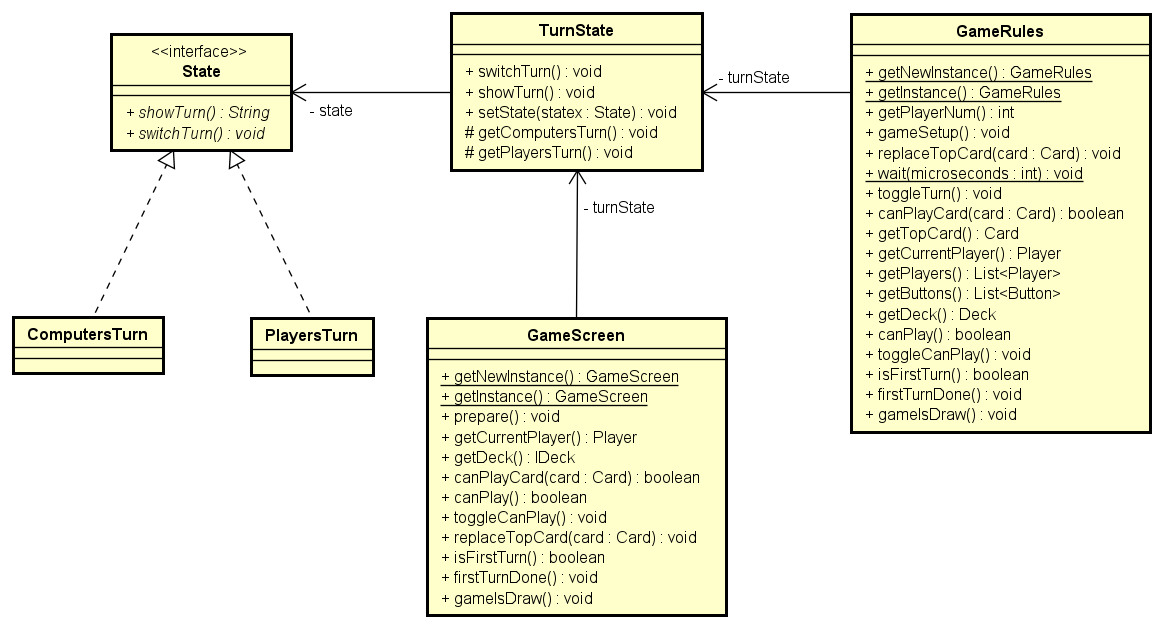 <<interface>>
State
+ showTurn() : String
+ switchTurn() : void
- state
TurnState
+ switchTurn() : void
+ showTurn() : void
+ setState(statex : State) : void
# getComputersTurn() : void
# getPlayersTurn() : void
- turnState
GameRules
+ getNewInstance() : GameRules
+ getInstance() : GameRules
+ getPlayerNum() : int
+ gameSetup() : void
+ replaceTopCard(card : Card) : void
+ wait(microseconds : int) : void
+ toggleTurn() : void
+ canPlayCard(card : Card) : boolean
+ getTopCard() : Card
+ getCurrentPlayer() : Player
+ getPlayers() : List<Player>
+ getButtons() : List<Button>
+ getDeck() : Deck
+ canPlay() : boolean
+ toggleCanPlay() : void
+ isFirstTurn() : boolean
+ firstTurnDone() : void
+ gameIsDraw() : void
- turnState
ComputersTurn
PlayersTurn
GameScreen
+ getNewInstance() : GameScreen
+ getInstance() : GameScreen
+ prepare() : void
+ getCurrentPlayer() : Player
+ getDeck() : IDeck
+ canPlayCard(card : Card) : boolean
+ canPlay() : boolean
+ toggleCanPlay() : void
+ replaceTopCard(card : Card) : void
+ isFirstTurn() : boolean
+ firstTurnDone() : void
+ gameIsDraw() : void